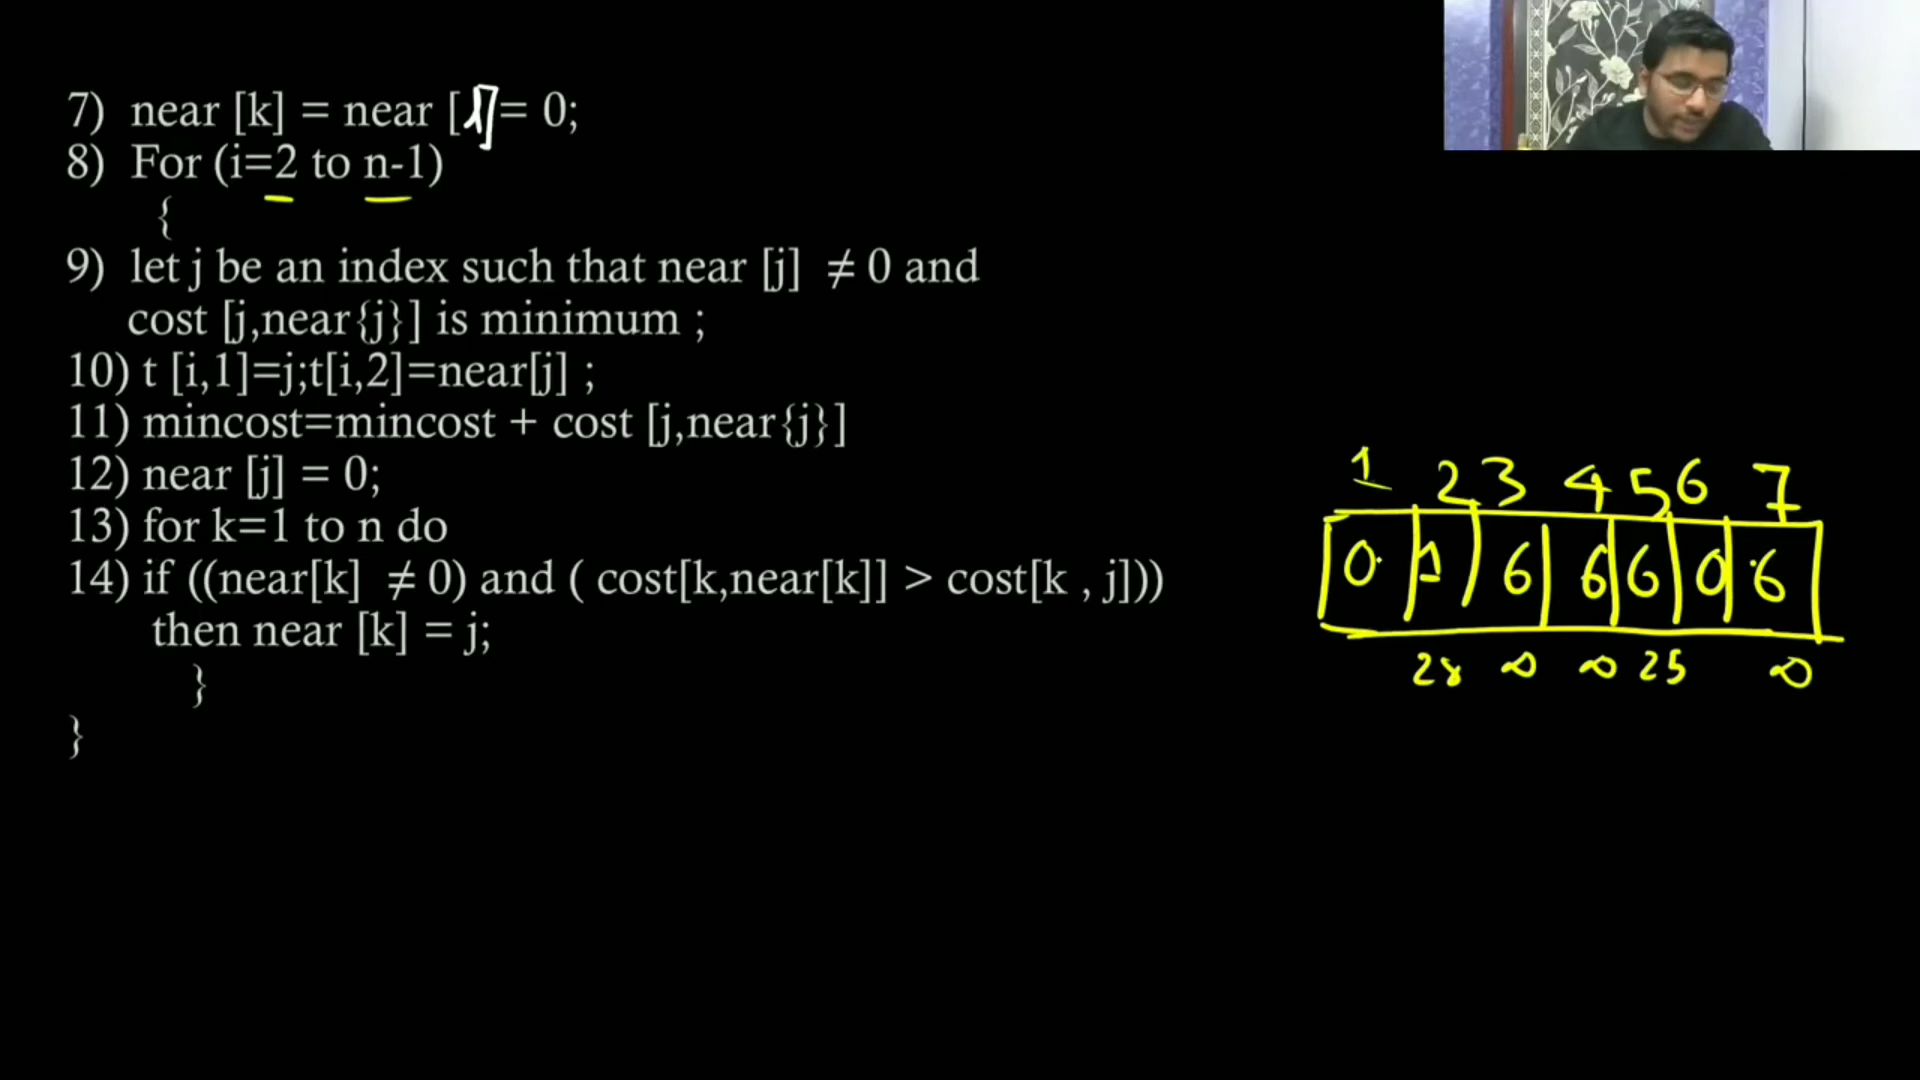 7) near [k] = near [l]= 0;
8) For (i=2 to n-1)
{
9) let j be an index such that near [j] ≠ 0 and
cost [j,near{j}] is minimum ;
10) t [i,1]=j;t[i,2]=near[j] ;
11) mincost=mincost + cost [j,near{j}]
12) near [j] = 0;
13) for k=1 to n do
14) if ((near[k] ≠ 0) and ( cost[k,near[k]] > cost[k , j]))
then near [k] = j;
}
}
1 2 3 4 5 6 7
0 1 6 6 6 0 6
28 ∞ ∞ 25 ∞